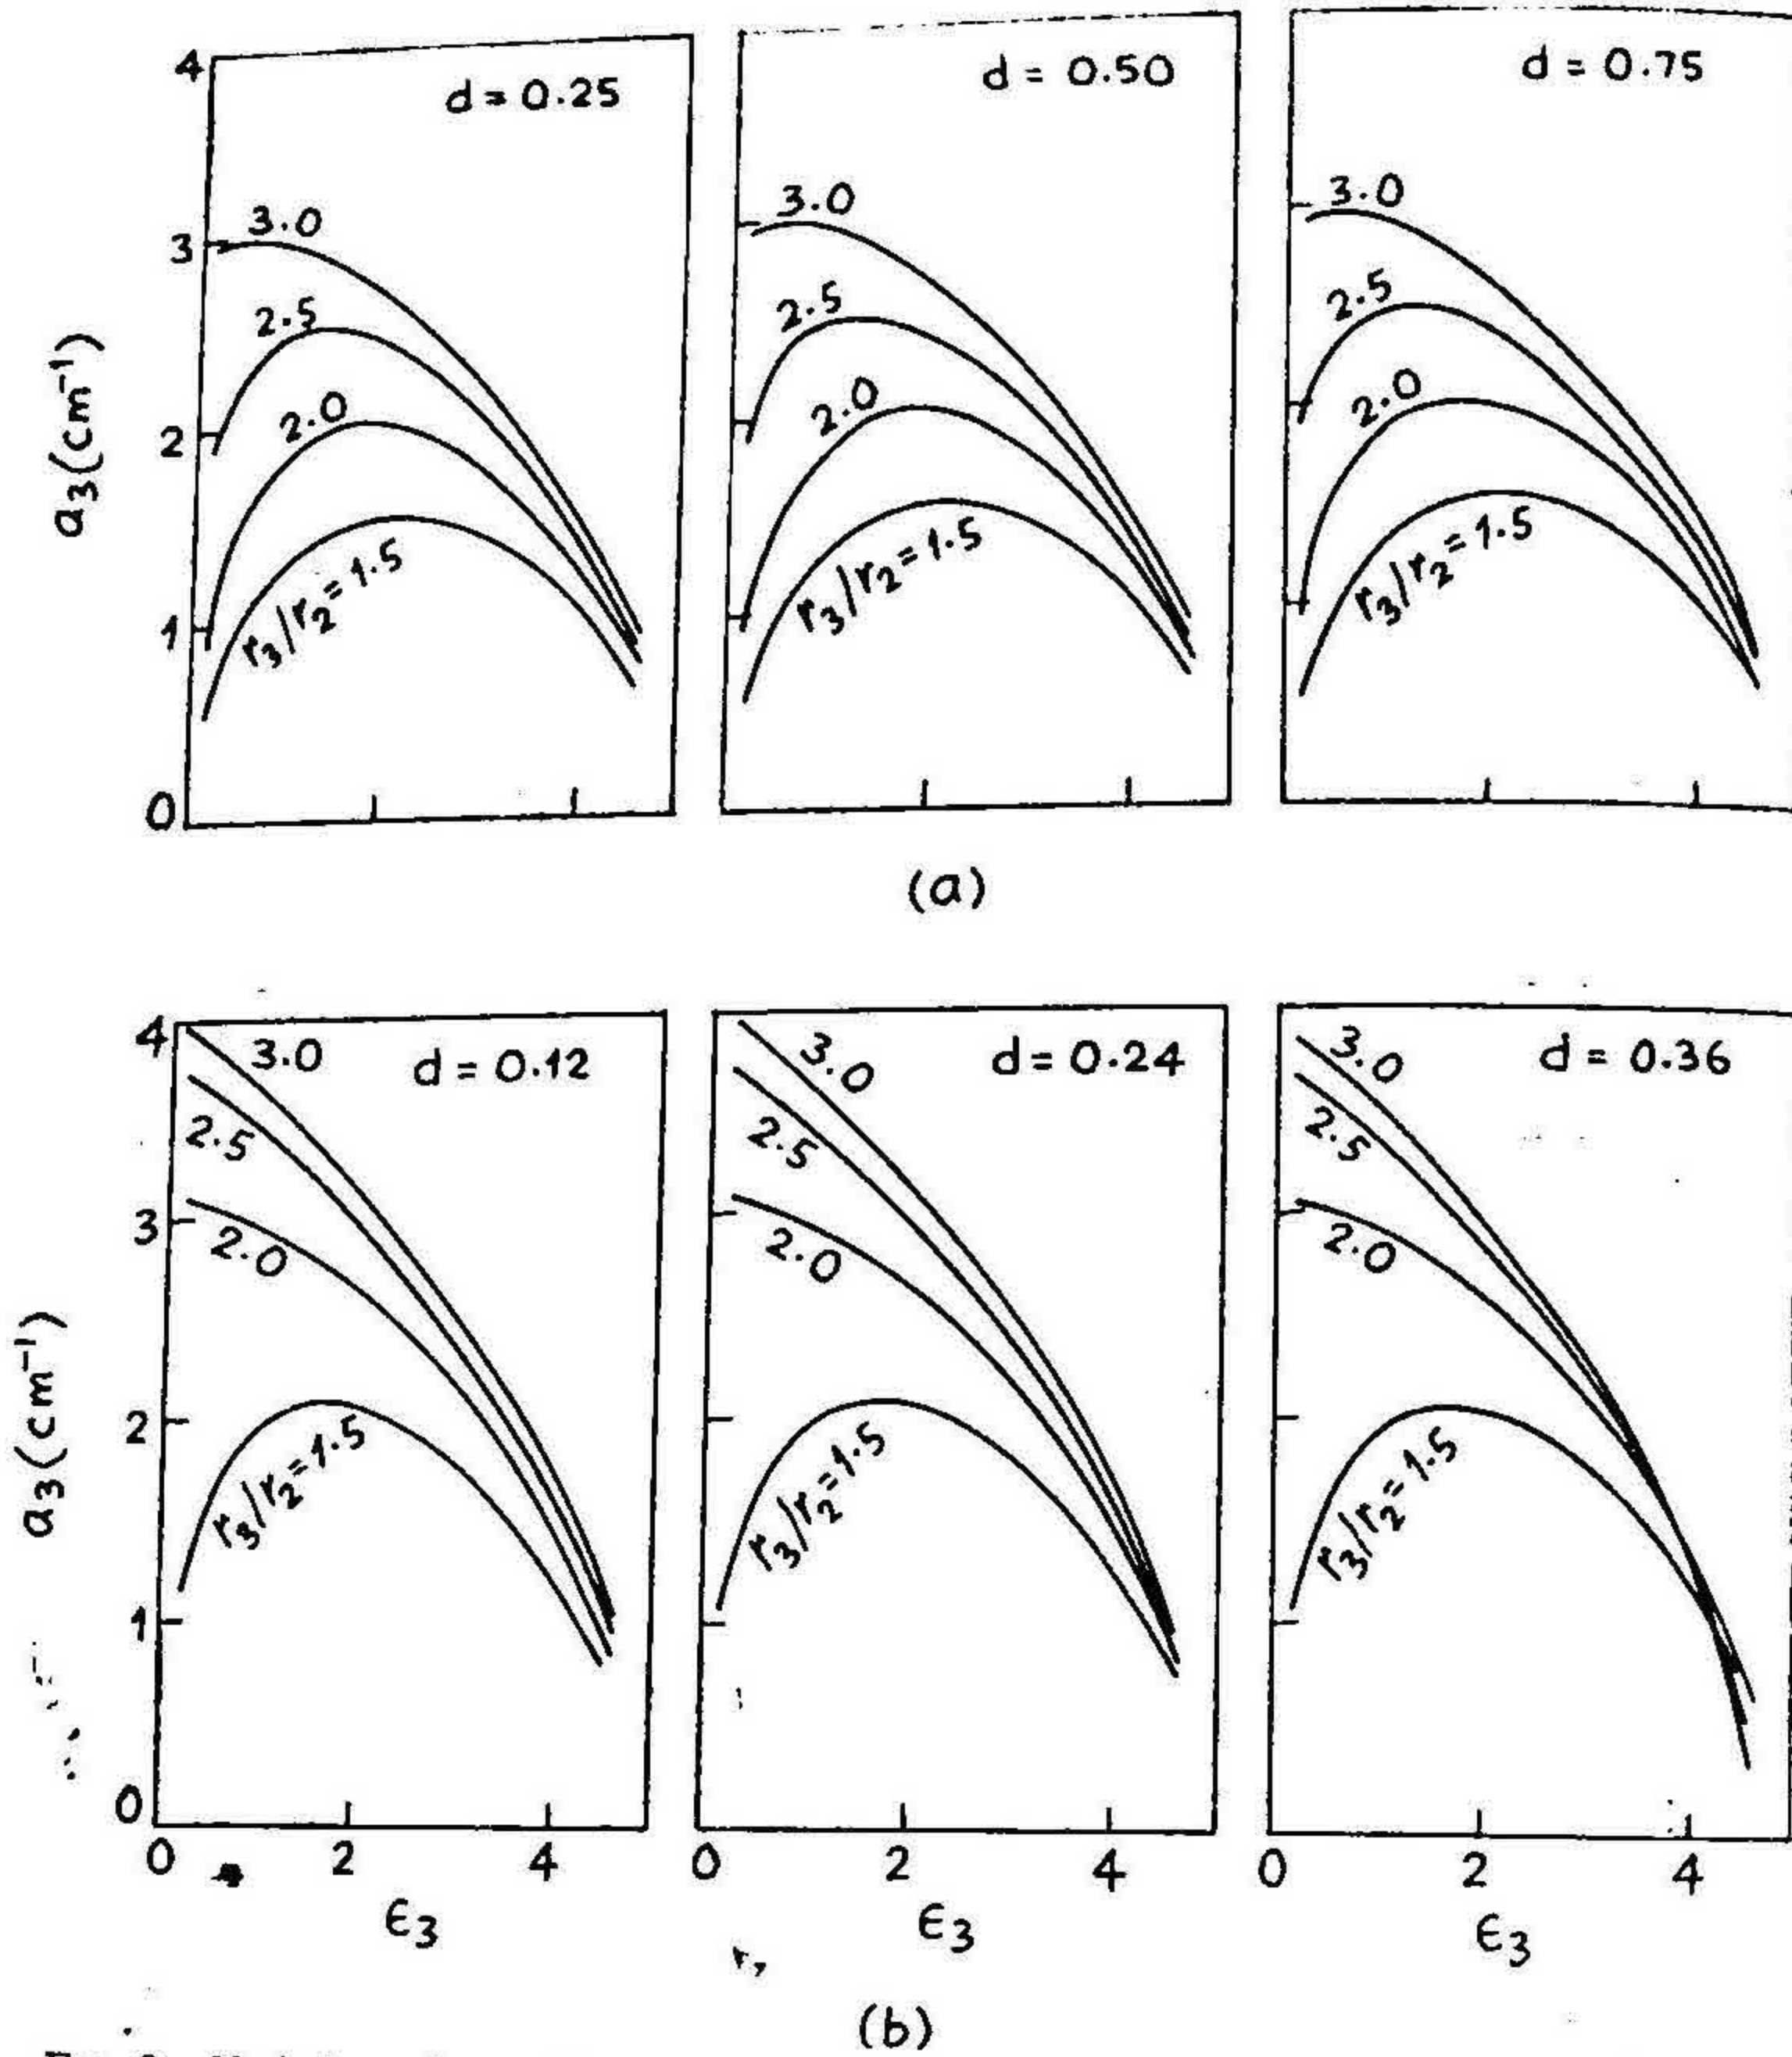 d = 0.25
d = 0.50
d = 0.75
4
3
2
1
0
a₃(cm⁻¹)
3.0
2.5
2.0
r₃/r₂=1.5
3.0
2.5
2.0
r₃/r₂=1.5
3.0
2.5
2.0
r₃/r₂=1.5
(a)
d = 0.12
d = 0.24
d = 0.36
4
3
2
1
0
a₃(cm⁻¹)
3.0
2.5
2.0
r₃/r₂=1.5
3.0
2.5
2.0
r₃/r₂=1.5
3.0
2.5
2.0
r₃/r₂=1.5
0 2 4
0 2 4
0 2 4
ϵ₃
ϵ₃
ϵ₃
(b)